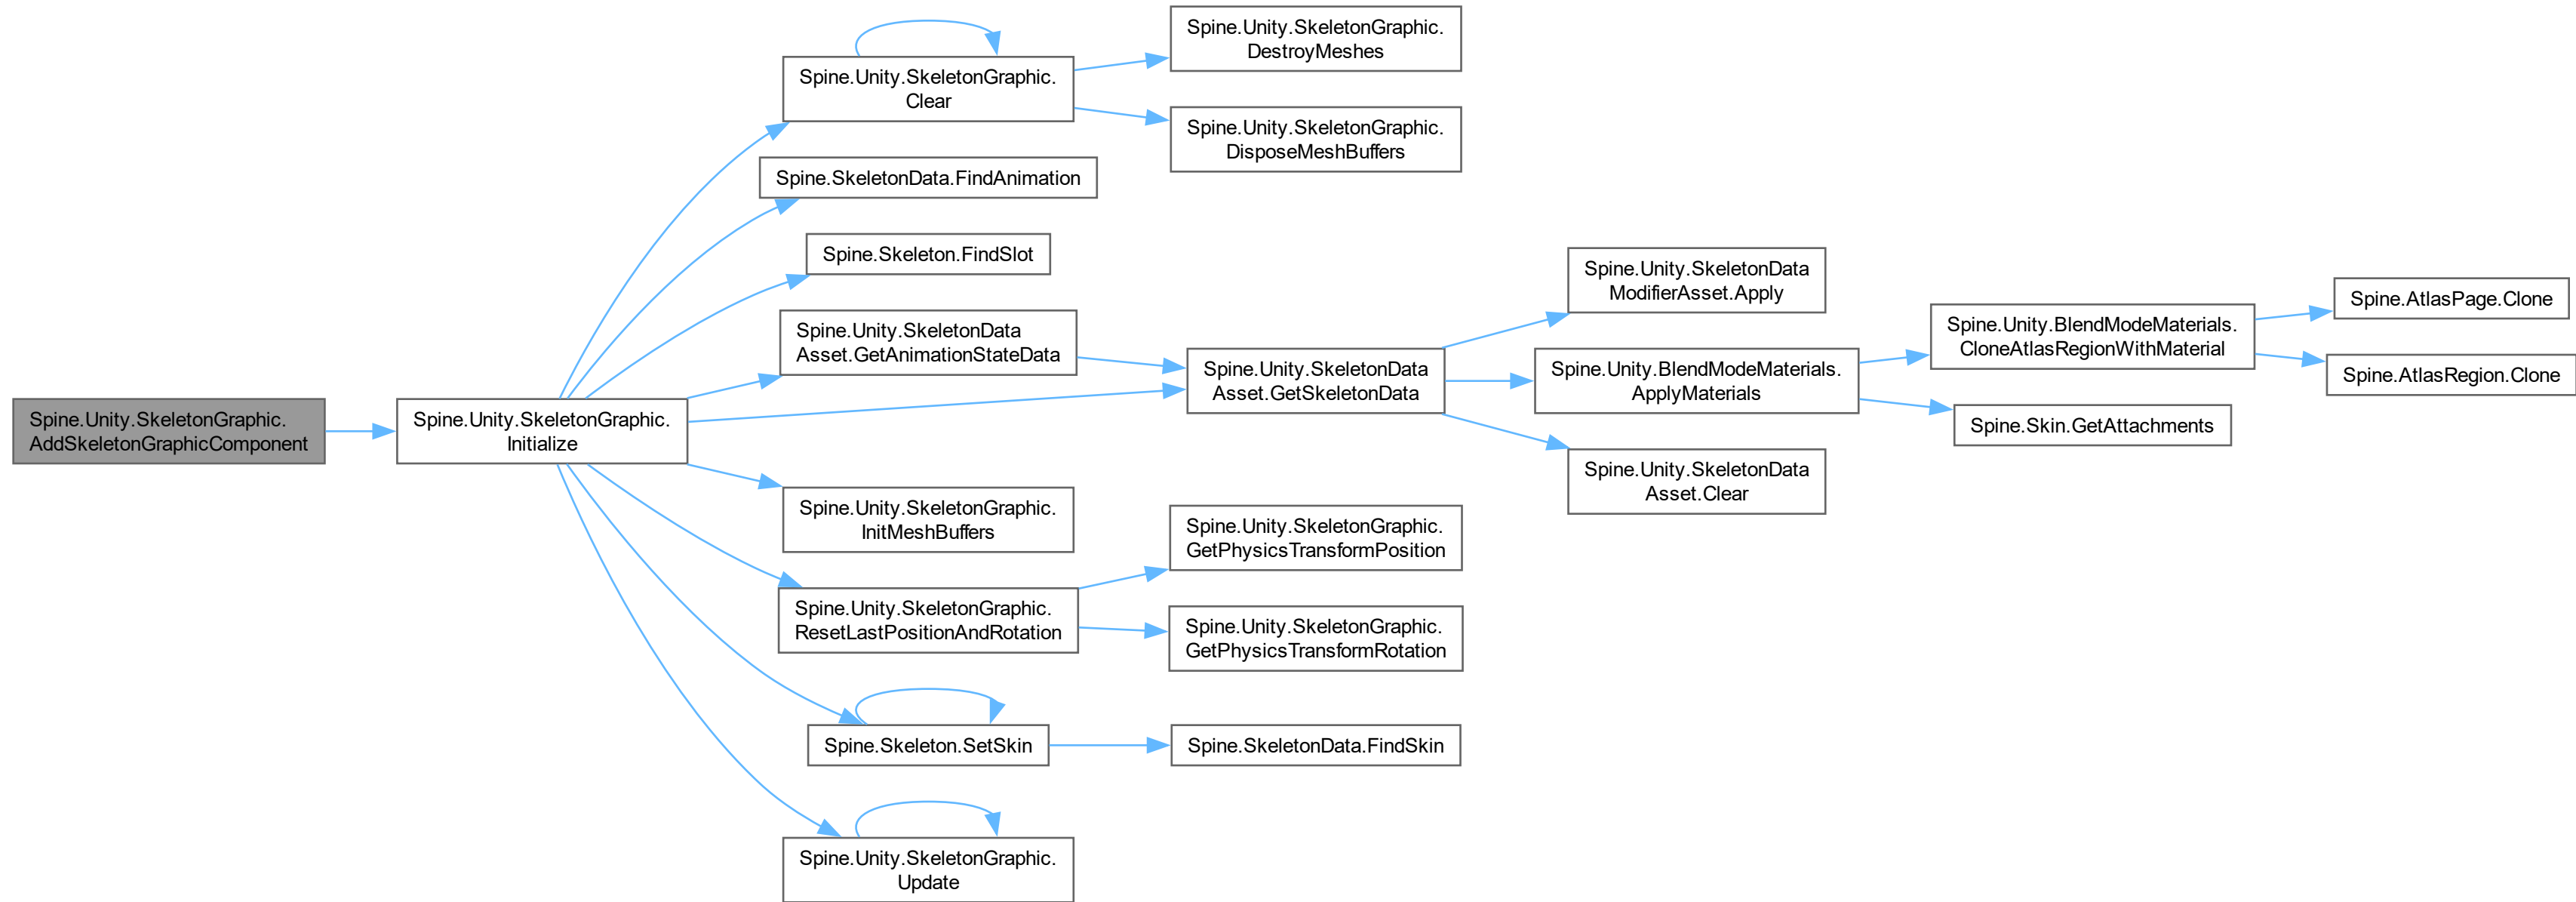 Spine.Unity.SkeletonGraphic.
AddSkeletonGraphicComponent
Spine.Unity.SkeletonGraphic.
Initialize
Spine.Unity.SkeletonGraphic.
Clear
Spine.Unity.SkeletonGraphic.
DestroyMeshes
Spine.Unity.SkeletonGraphic.
DisposeMeshBuffers
Spine.SkeletonData.FindAnimation
Spine.Skeleton.FindSlot
Spine.Unity.SkeletonData
Asset.GetAnimationStateData
Spine.Unity.SkeletonData
Asset.GetSkeletonData
Spine.Unity.SkeletonData
ModifierAsset.Apply
Spine.Unity.BlendModeMaterials.
ApplyMaterials
Spine.Unity.SkeletonData
Asset.Clear
Spine.Unity.BlendModeMaterials.
CloneAtlasRegionWithMaterial
Spine.Skin.GetAttachments
Spine.AtlasPage.Clone
Spine.AtlasRegion.Clone
Spine.Unity.SkeletonGraphic.
InitMeshBuffers
Spine.Unity.SkeletonGraphic.
ResetLastPositionAndRotation
Spine.Unity.SkeletonGraphic.
GetPhysicsTransformPosition
Spine.Unity.SkeletonGraphic.
GetPhysicsTransformRotation
Spine.Skeleton.SetSkin
Spine.SkeletonData.FindSkin
Spine.Unity.SkeletonGraphic.
Update